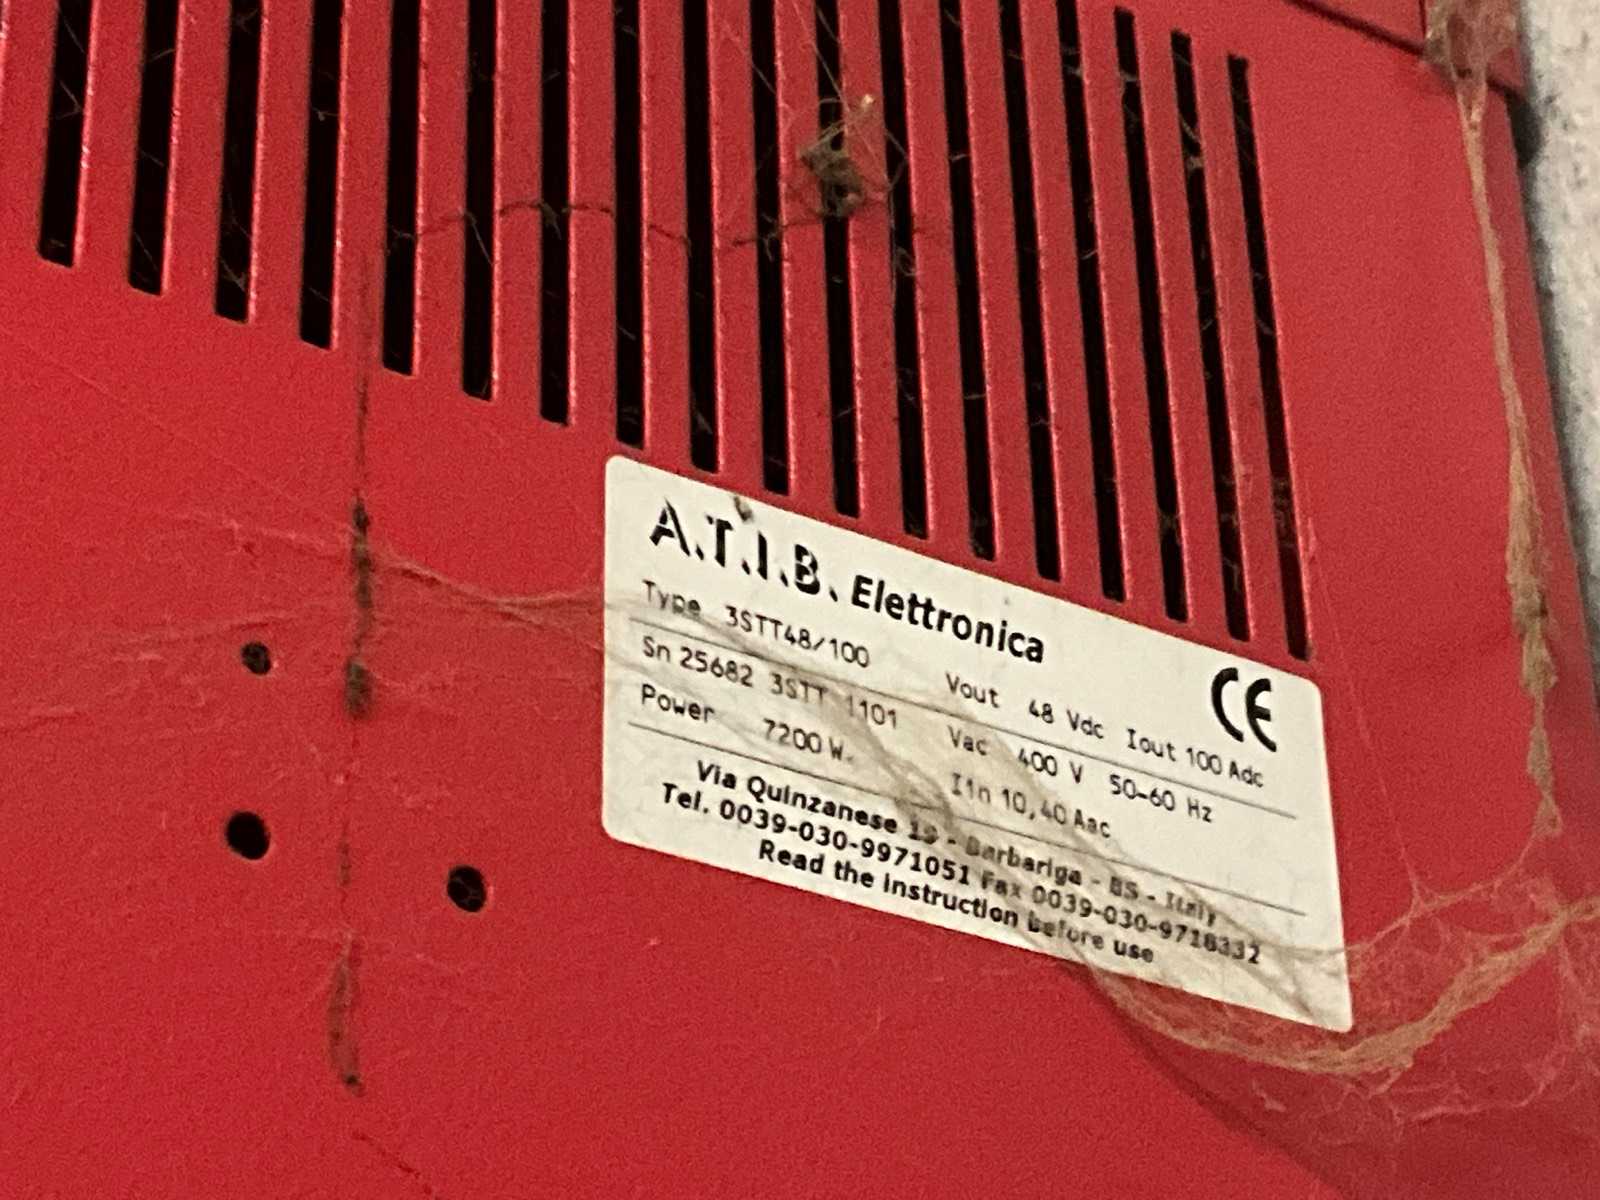 A.T.I.B. Elettronica
CE
Type 3STT48/100 Vout 48 Vdc Iout 100 Adc
Sn 25682 3STT 1101 Vac 400 V 50-60 Hz
Power 7200 W. Iin 10,40 Aac
Via Quinzanese 19 - Barbariga - BS - Italy
Tel. 0039-030-9971051 Fax 0039-030-9718332
Read the instruction before use